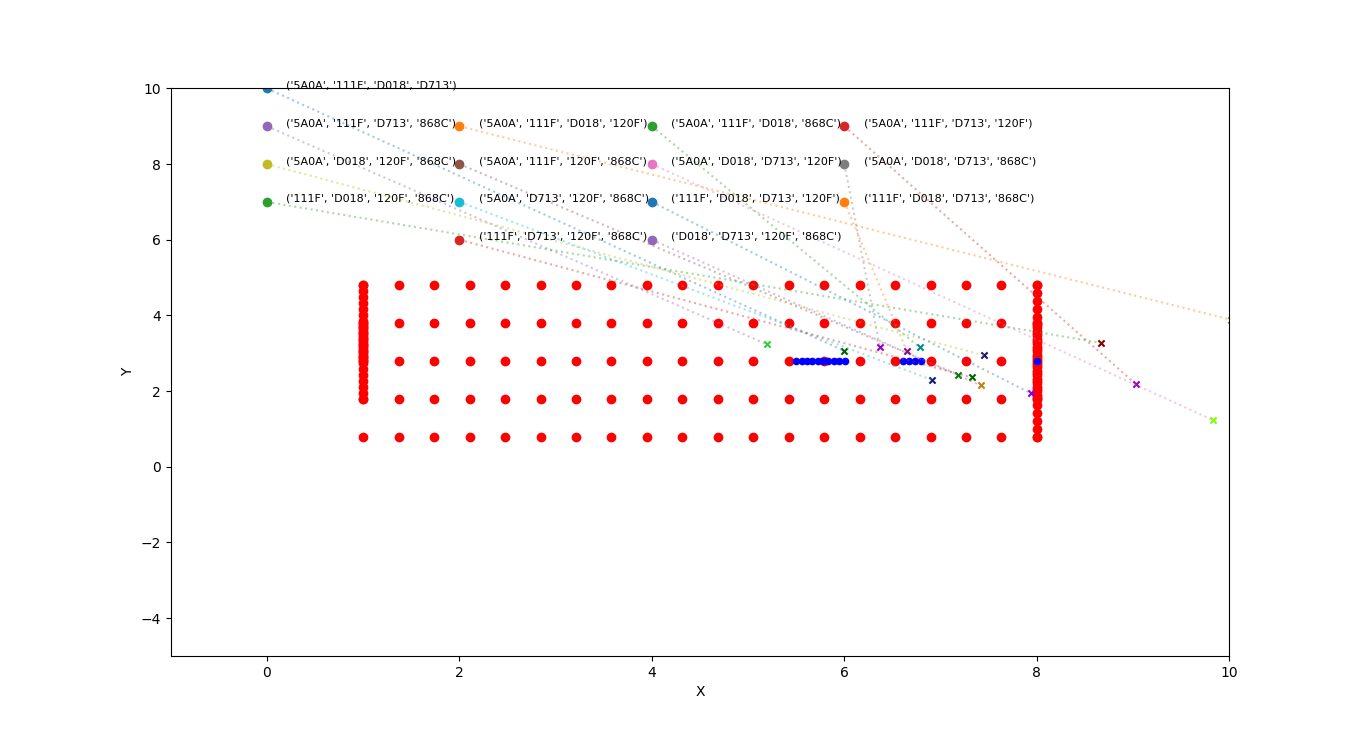 ('5A0A', '111F', 'D018', 'D713')
('5A0A', '111F', 'D713', '868C') ('5A0A', '111F', 'D018', '120F') ('5A0A', '111F', 'D018', '868C') ('5A0A', '111F', 'D713', '120F')
('5A0A', 'D018', '120F', '868C') ('5A0A', '111F', '120F', '868C') ('5A0A', 'D018', 'D713', '120F') ('5A0A', 'D018', 'D713', '868C')
('111F', 'D018', '120F', '868C') ('5A0A', 'D713', '120F', '868C') ('111F', 'D018', 'D713', '120F') ('111F', 'D018', 'D713', '868C')
('111F', 'D713', '120F', '868C') ('D018', 'D713', '120F', '868C')
10
8
6
4
2
0
−2
−4
Y
0 2 4 6 8 10
X